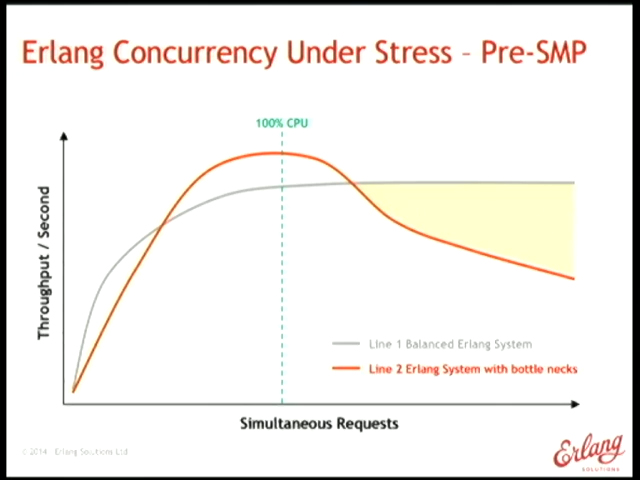 Erlang Concurrency Under Stress – Pre-SMP
100% CPU
Throughput / Second
Line 1 Balanced Erlang System
Line 2 Erlang System with bottle necks
Simultaneous Requests
© 2014 Erlang Solutions Ltd
Erlang
SOLUTIONS